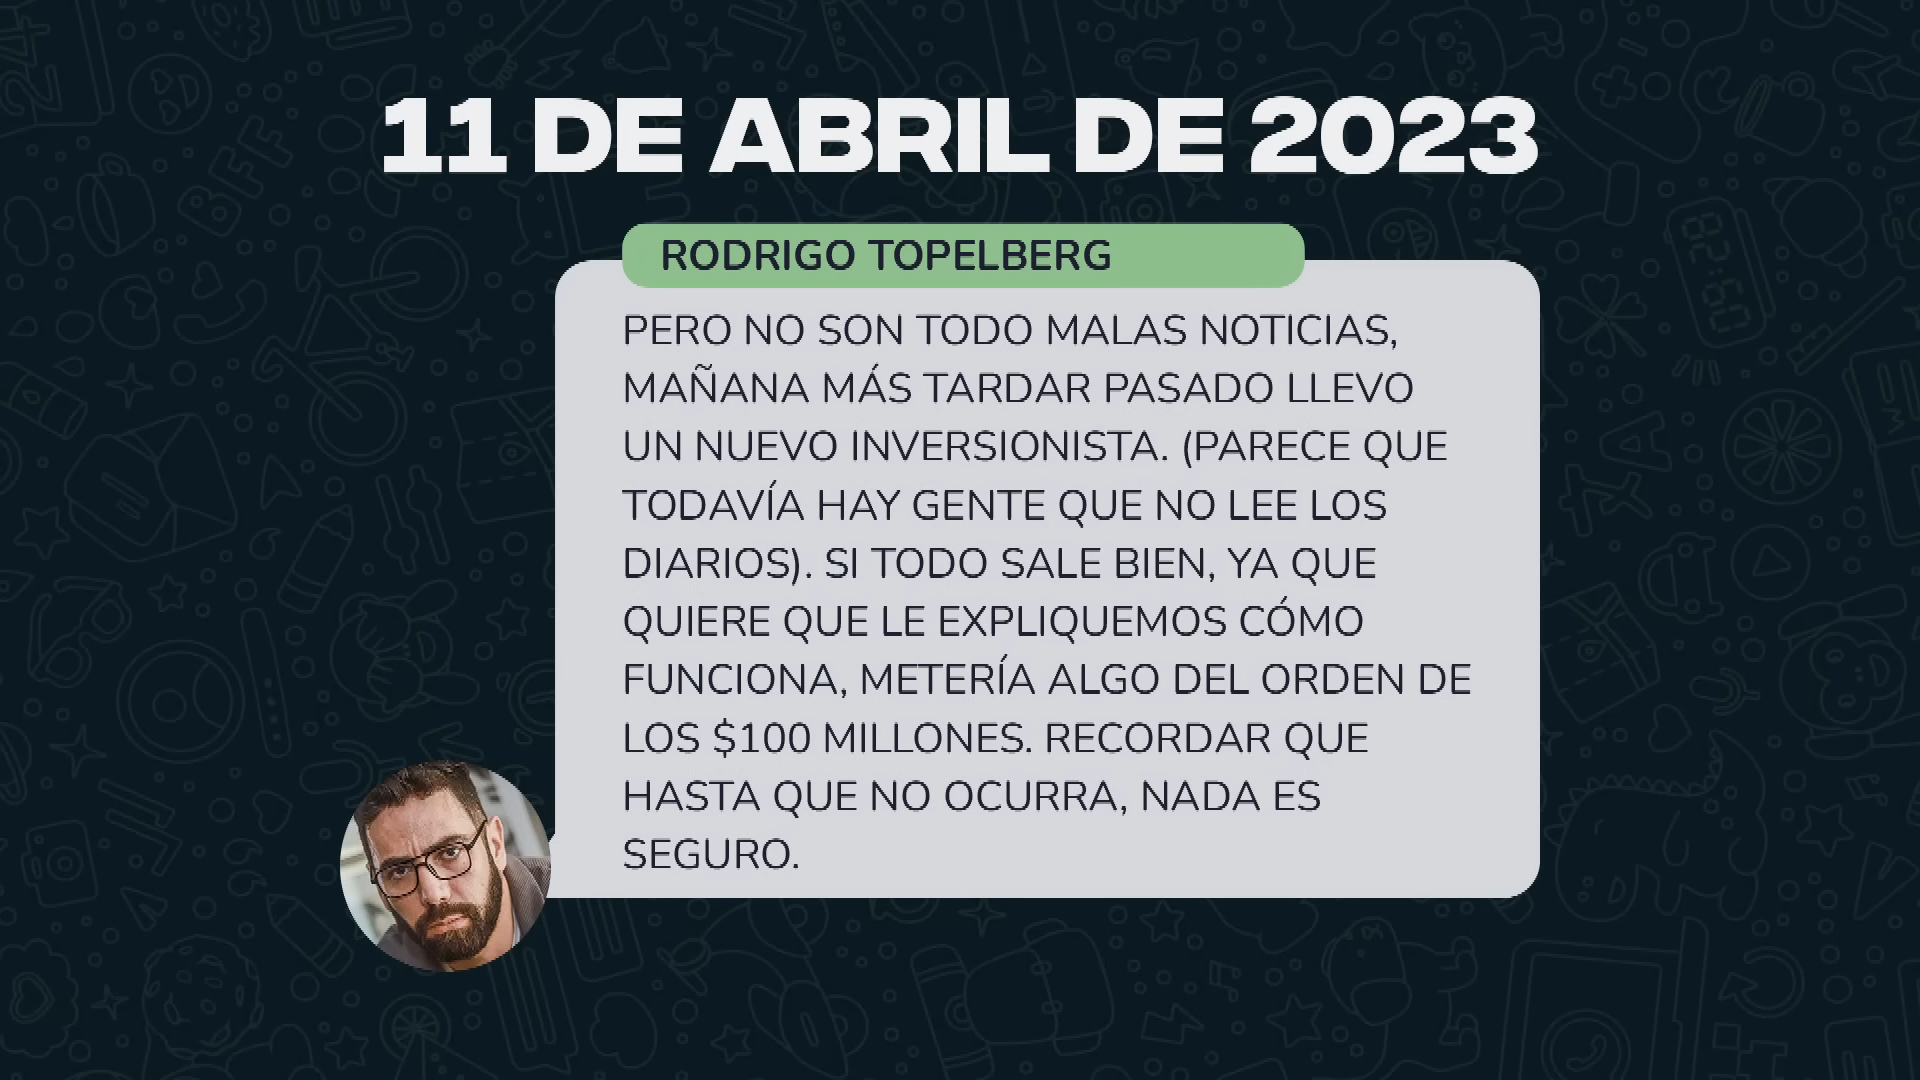 11 DE ABRIL DE 2023
RODRIGO TOPELBERG
PERO NO SON TODO MALAS NOTICIAS,
MAÑANA MÁS TARDAR PASADO LLEVO
UN NUEVO INVERSIONISTA. (PARECE QUE
TODAVÍA HAY GENTE QUE NO LEE LOS
DIARIOS). SI TODO SALE BIEN, YA QUE
QUIERE QUE LE EXPLIQUEMOS CÓMO
FUNCIONA, METERÍA ALGO DEL ORDEN DE
LOS $100 MILLONES. RECORDAR QUE
HASTA QUE NO OCURRA, NADA ES
SEGURO.